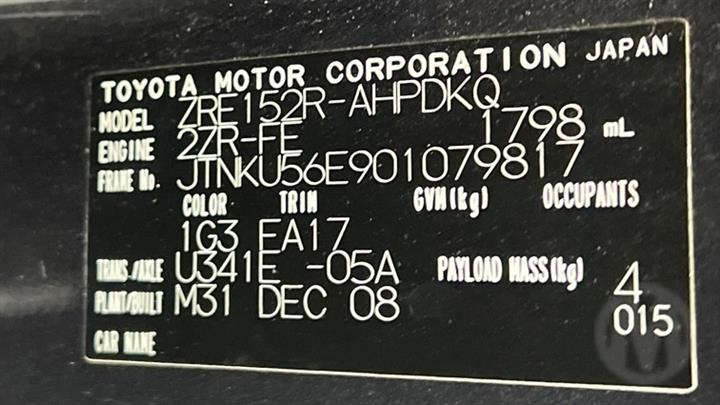 TOYOTA MOTOR CORPORATION JAPAN
MODEL ZRE152R-AHPDKQ
ENGINE 2ZR-FE 1798 mL
FRAME No. JTNKU56E901079817
COLOR TRIM GVM(kg) OCCUPANTS
1G3 EA17
TRANS./AXLE U341E -05A PAYLOAD MASS(kg) 4
PLANT/BUILT M31 DEC 08 015
CAR NAME